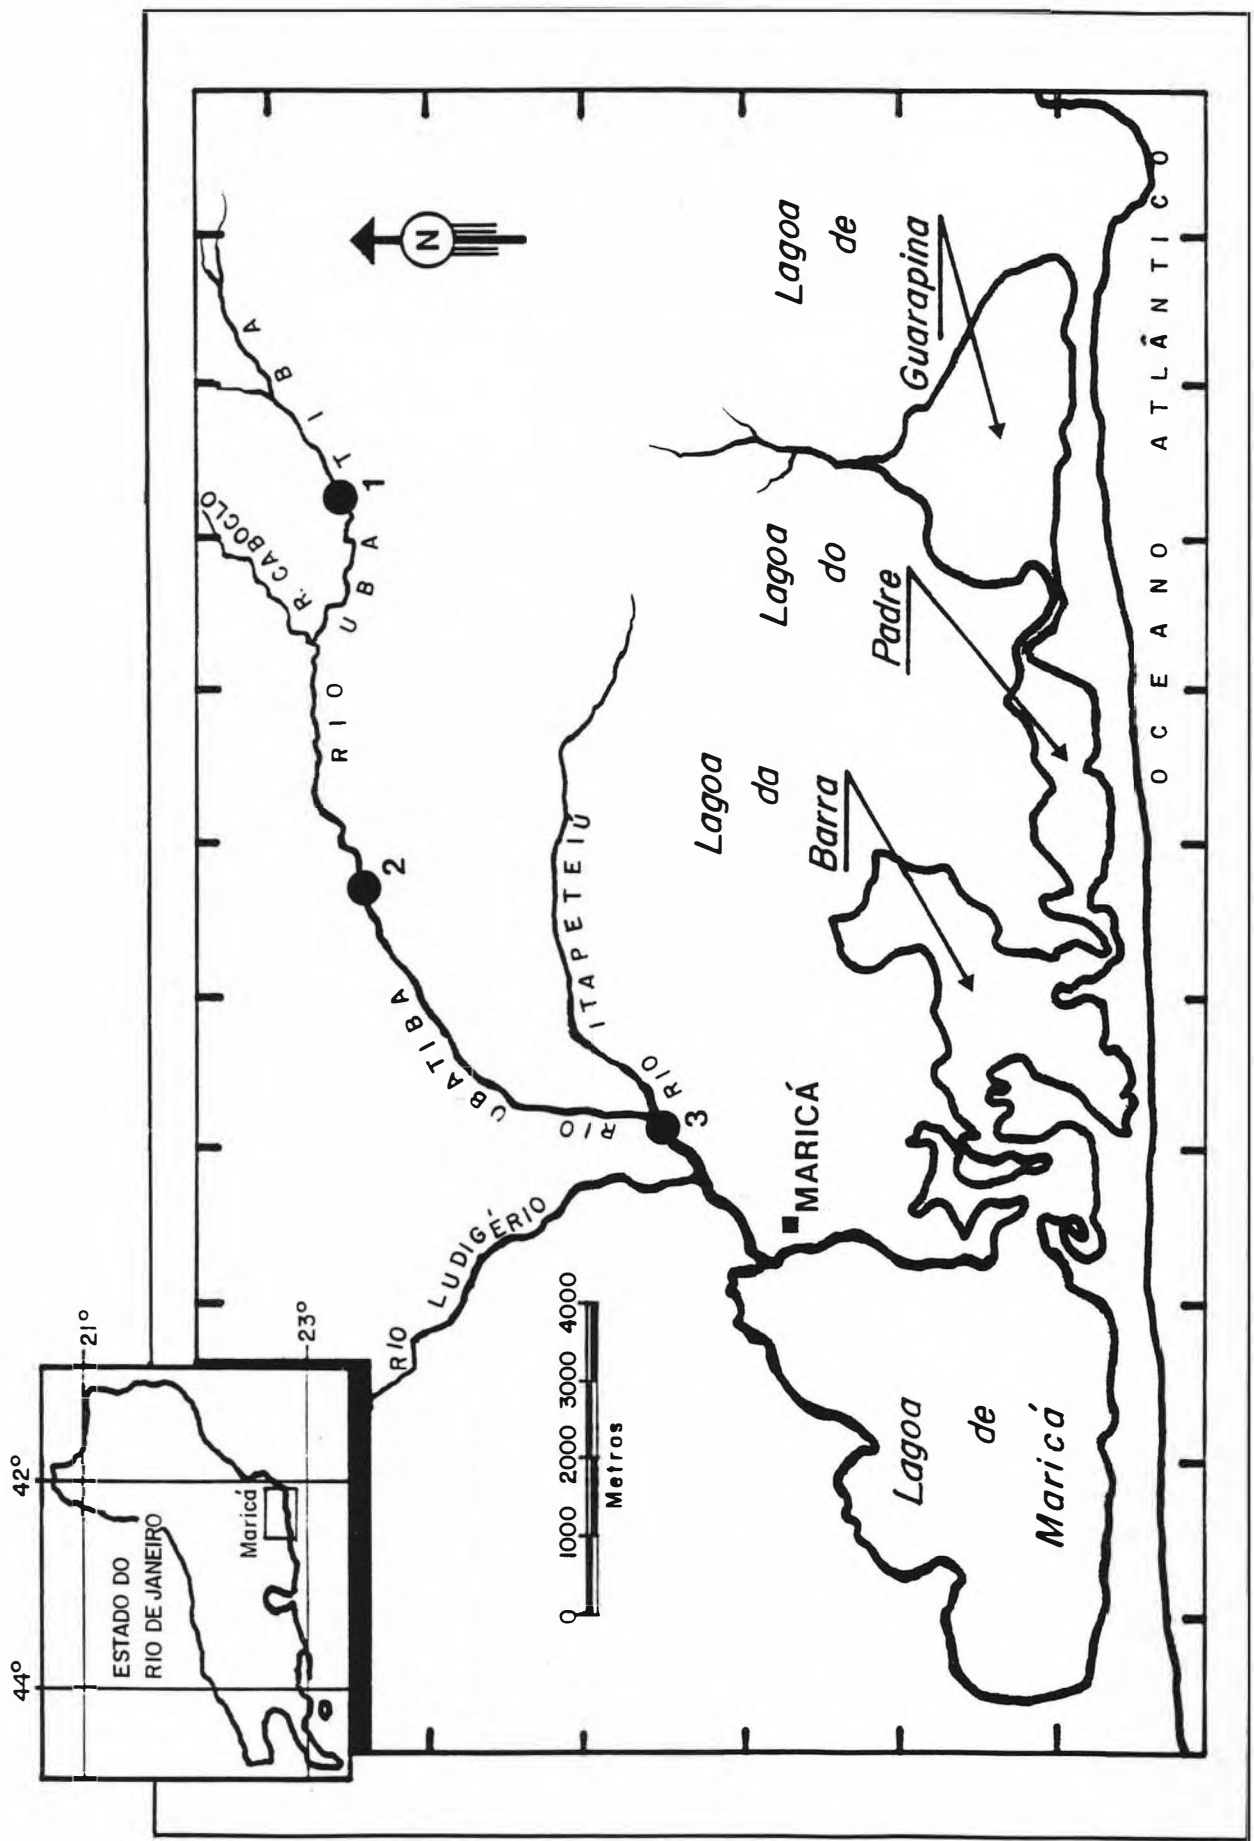 44°
42°
21°
23°
ESTADO DO
RIO DE JANEIRO
Maricá
N
R. CABOCLO
RIO UBATIBA
1
2
RIO UBATIBA
RIO LUDIGÉRIO
RIO ITAPETEIÚ
3
0 1000 2000 3000 4000
Metros
MARICÁ
Lagoa
de
Maricá
Lagoa
da
Barra
Lagoa
do
Padre
Lagoa
de
Guarapina
OCEANO ATLÂNTICO